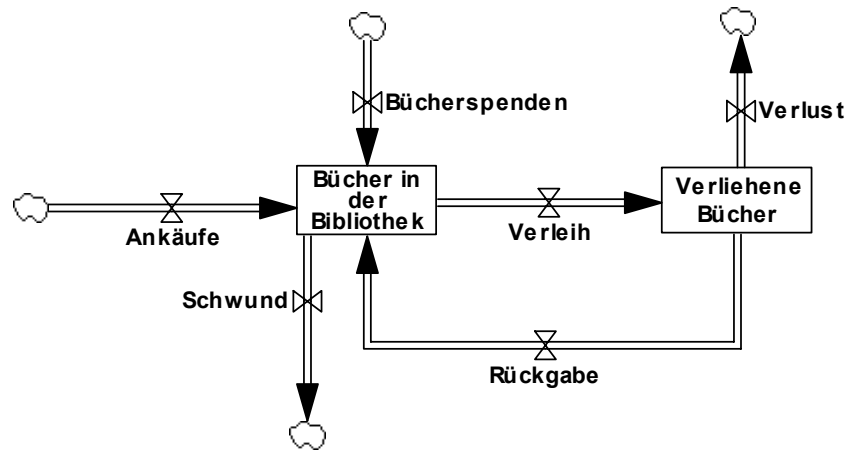 Bücherspenden
Verlust
Bücher in
der
Bibliothek
Verliehene
Bücher
Ankäufe
Verleih
Schwund
Rückgabe